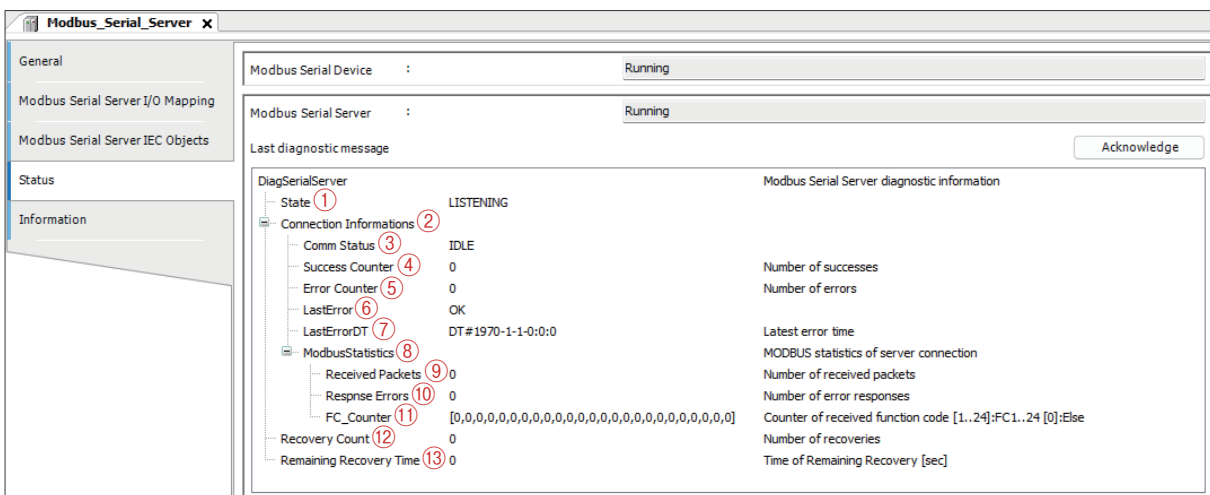 Modbus_Serial_Server X
General
Modbus Serial Server I/O Mapping
Modbus Serial Server IEC Objects
Status
Information
Modbus Serial Device : Running
Modbus Serial Server : Running
Last diagnostic message Acknowledge
DiagSerialServer Modbus Serial Server diagnostic information
State ① LISTENING
Connection Informations ②
Comm Status ③ IDLE
Success Counter ④ 0 Number of successes
Error Counter ⑤ 0 Number of errors
LastError ⑥ OK
LastErrorDT ⑦ DT#1970-1-1-0:0:0 Latest error time
ModbusStatistics ⑧ MODBUS statistics of server connection
Received Packets ⑨ 0 Number of received packets
Respnse Errors ⑩ 0 Number of error responses
FC_Counter ⑪ [0,0,0,0,0,0,0,0,0,0,0,0,0,0,0,0,0,0,0,0,0,0,0,0,0] Counter of received function code [1..24]:FC1..24 [0]:Else
Recovery Count ⑫ 0 Number of recoveries
Remaining Recovery Time ⑬ 0 Time of Remaining Recovery [sec]